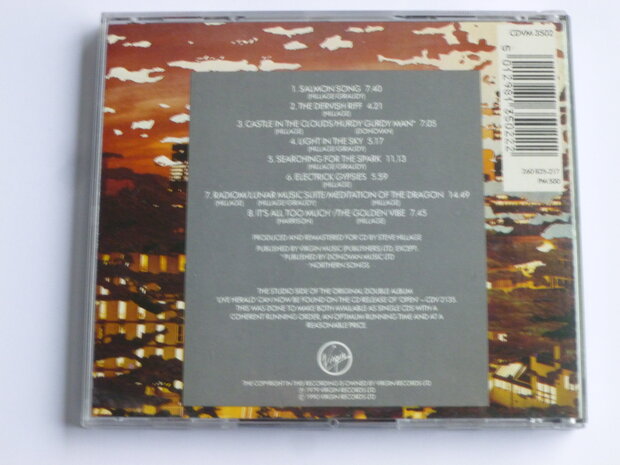 CDVM 3502
1. SALMON SONG 7.40
(HILLAGE/GIRAUDY)
2. THE DERVISH RIFF 4.21
(HILLAGE)
3. CASTLE IN THE CLOUDS/HURDY GURDY MAN* 7.05
(HILLAGE) (DONOVAN)
4. LIGHT IN THE SKY 5.17
(HILLAGE/GIRAUDY)
5. SEARCHING FOR THE SPARK 11.13
(HILLAGE/GIRAUDY)
6. ELECTRICK GYPSIES 5.59
(HILLAGE)
7. RADIOM/LUNAR MUSIC SUITE/MEDITATION OF THE DRAGON 14.49
(HILLAGE) (HILLAGE/GIRAUDY) (HILLAGE)
8. IT'S ALL TOO MUCH+/THE GOLDEN VIBE 7.45
(HARRISON) (HILLAGE)
PRODUCED AND REMASTERED FOR CD BY STEVE HILLAGE
PUBLISHED BY VIRGIN MUSIC (PUBLISHERS) LTD, EXCEPT:
*PUBLISHED BY DONOVAN MUSIC LTD
+NORTHERN SONGS
THE STUDIO SIDE OF THE ORIGINAL DOUBLE ALBUM
'LIVE HERALD' CAN NOW BE FOUND ON THE CD RELEASE OF 'OPEN' – CDV 2135.
THIS WAS DONE TO MAKE BOTH AVAILABLE AS SINGLE CDS WITH A
COHERENT RUNNING ORDER, AN OPTIMUM RUNNING TIME AND AT A
REASONABLE PRICE.
Virgin
THE COPYRIGHT IN THIS RECORDING IS OWNED BY VIRGIN RECORDS LTD.
℗ 1979 VIRGIN RECORDS LTD.
© 1990 VIRGIN RECORDS LTD.
5 012981 350222
260 825-217
PM 500